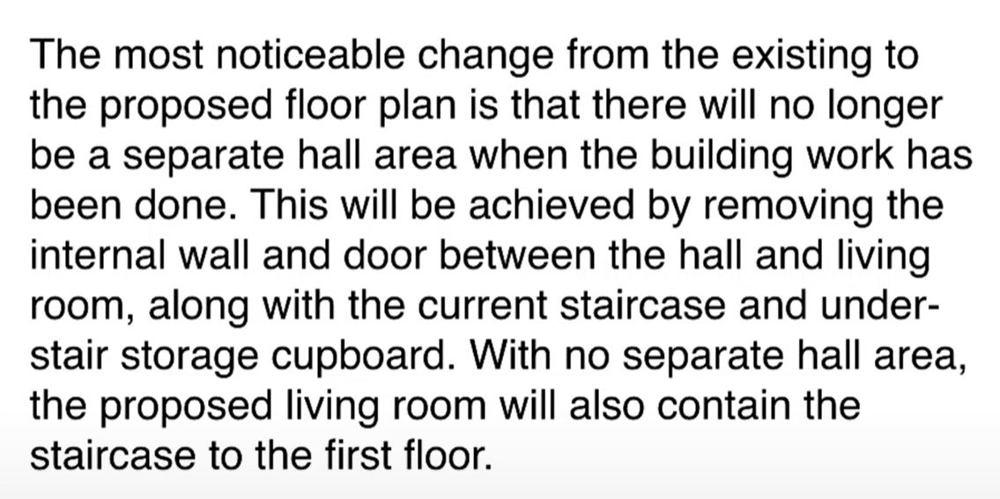 The most noticeable change from the existing to
the proposed floor plan is that there will no longer
be a separate hall area when the building work has
been done. This will be achieved by removing the
internal wall and door between the hall and living
room, along with the current staircase and under-
stair storage cupboard. With no separate hall area,
the proposed living room will also contain the
staircase to the first floor.